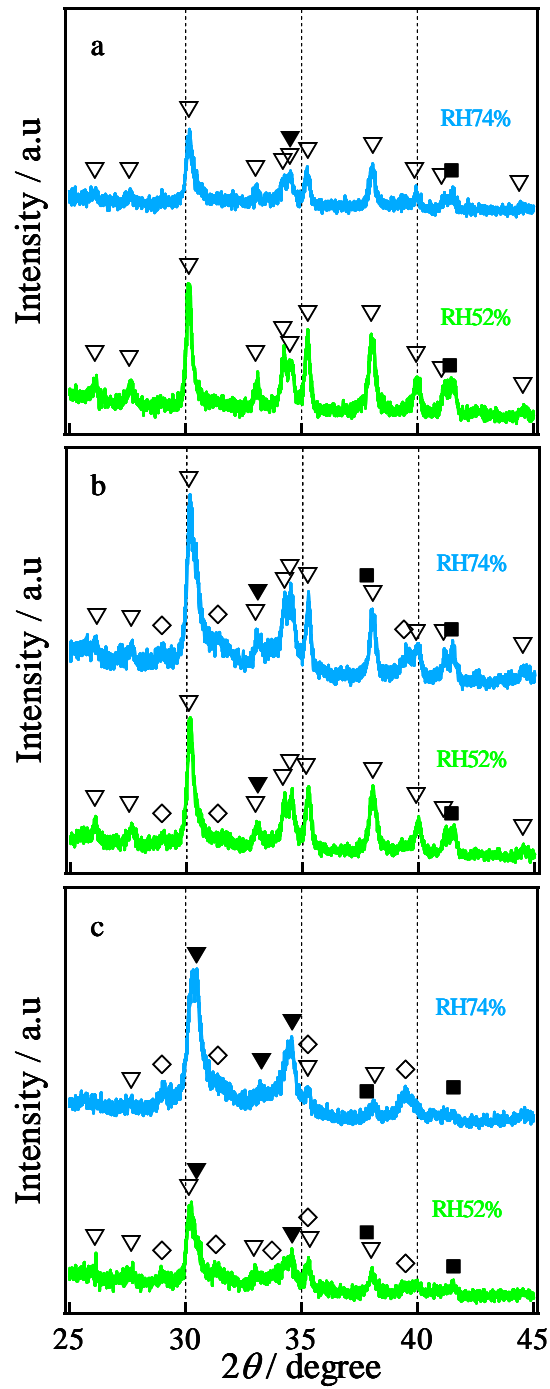 a
RH74%
RH52%
Intensity / a.u
b
RH74%
RH52%
Intensity / a.u
c
RH74%
RH52%
Intensity / a.u
25 30 35 40 45
2θ / degree